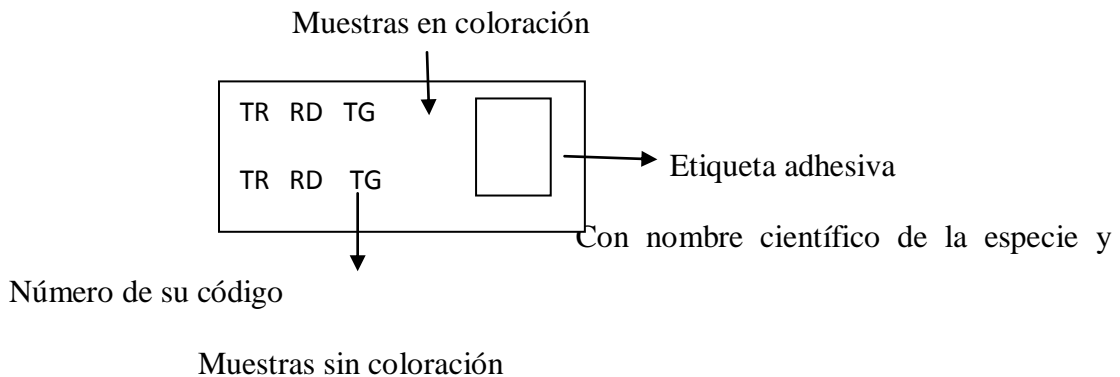 Muestras en coloración
TR RD TG
TR RD TG
Etiqueta adhesiva
Con nombre científico de la especie y
Número de su código
Muestras sin coloración